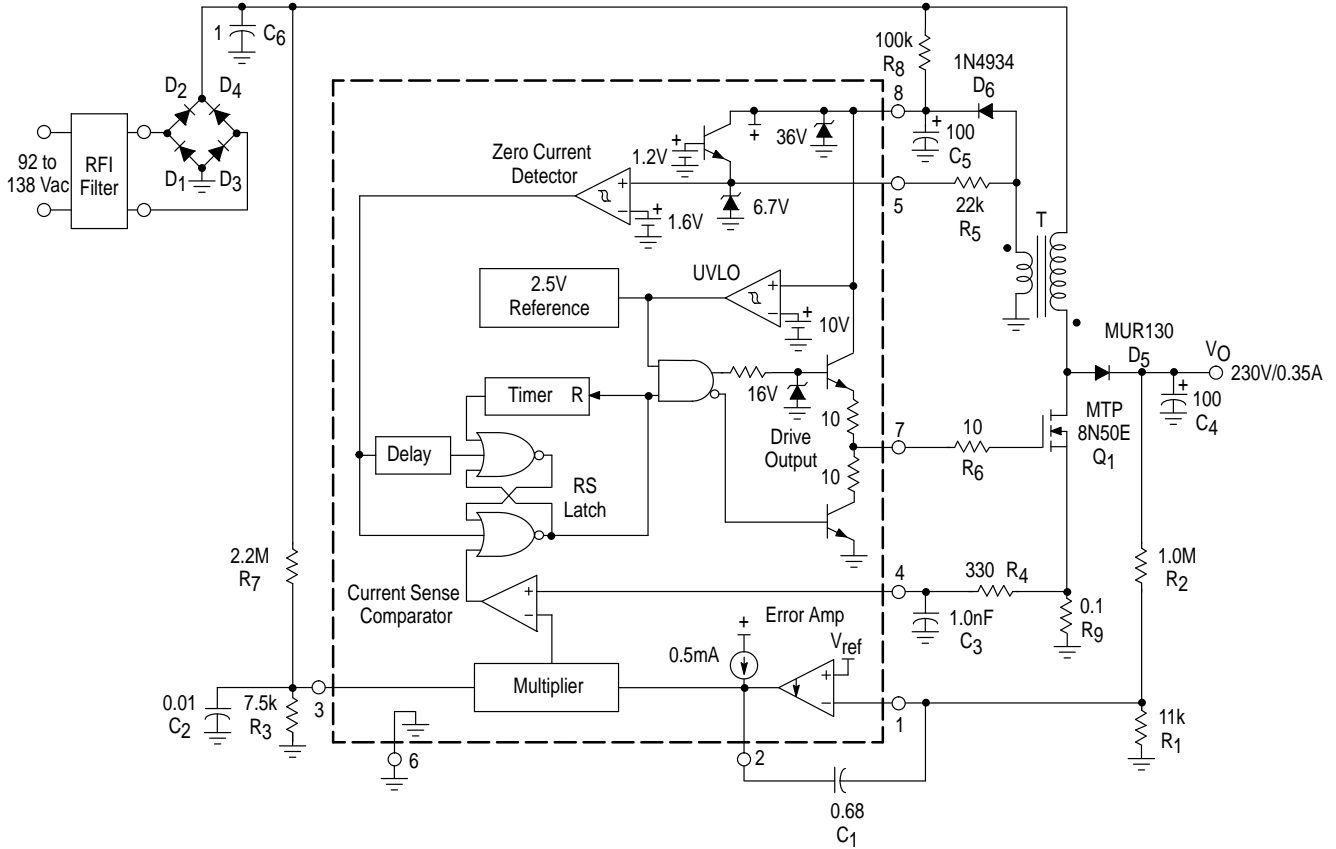 1
C6
100k
R8
1N4934
D6
D2
D4
8
100
C5
36V
1.2V
92 to
138 Vac
RFI
Filter
D1
D3
Zero Current
Detector
+
−
1.6V
6.7V
5
22k
R5
T
2.5V
Reference
UVLO
+
−
10V
MUR130
D5
VO
230V/0.35A
100
C4
Timer R
16V
10
Drive
Output
10
7
10
R6
MTP
8N50E
Q1
Delay
RS
Latch
2.2M
R7
Current Sense
Comparator
+
−
4
330 R4
1.0nF
C3
0.1
R9
1.0M
R2
Error Amp
0.5mA
Vref
+
−
Multiplier
0.01
C2
7.5k
R3
3
6
2
1
11k
R1
0.68
C1